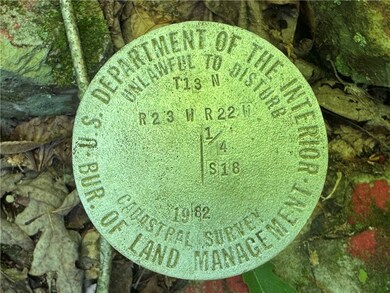 U.S. DEPARTMENT OF THE INTERIOR
UNLAWFUL TO DISTURB
T13 N
R23 W R22 W
1/4
S18
1982
CADASTRAL SURVEY
BUR. OF LAND MANAGEMENT